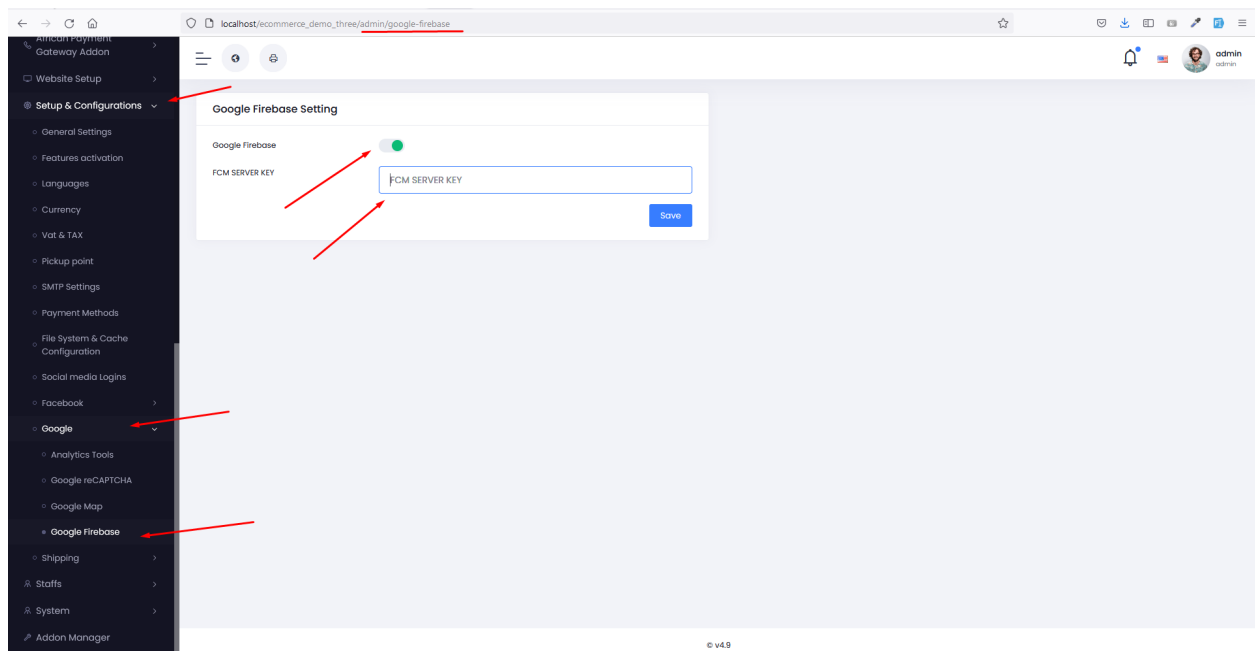 localhost/ecommerce_demo_three/admin/google-firebase
African Payment
Gateway Addon
Website Setup
Setup & Configurations
General Settings
Features activation
Languages
Currency
Vat & TAX
Pickup point
SMTP Settings
Payment Methods
File System & Cache
Configuration
Social media Logins
Facebook
Google
Analytics Tools
Google reCAPTCHA
Google Map
Google Firebase
Shipping
Staffs
System
Addon Manager
admin
admin
Google Firebase Setting
Google Firebase
FCM SERVER KEY
FCM SERVER KEY
Save
© v4.9